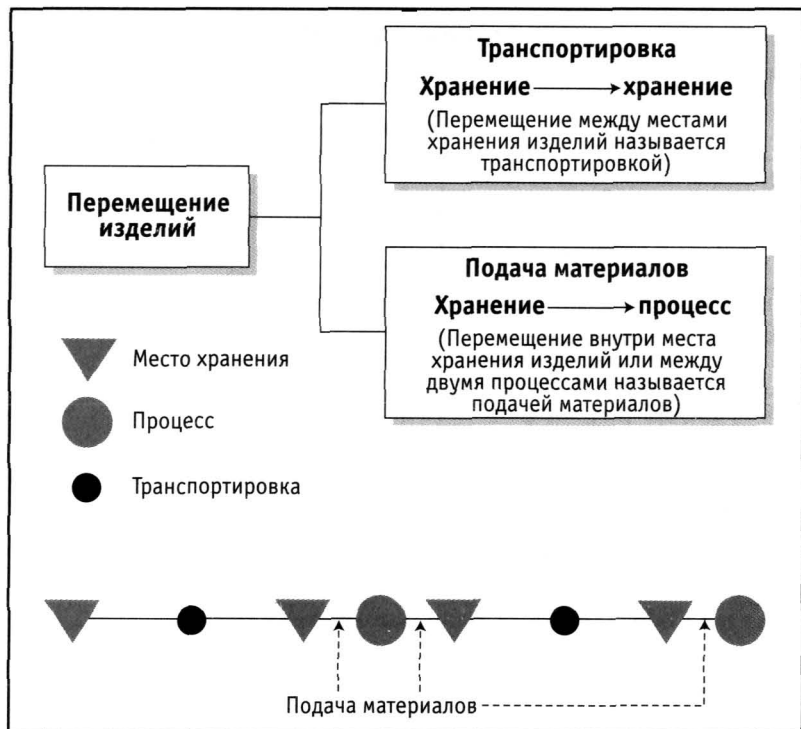 Транспортировка
Хранение → хранение
(Перемещение между местами
хранения изделий называется
транспортировкой)
Перемещение
изделий
Подача материалов
Хранение → процесс
(Перемещение внутри места
хранения изделий или между
двумя процессами называется
подачей материалов)
Место хранения
Процесс
Транспортировка
Подача материалов